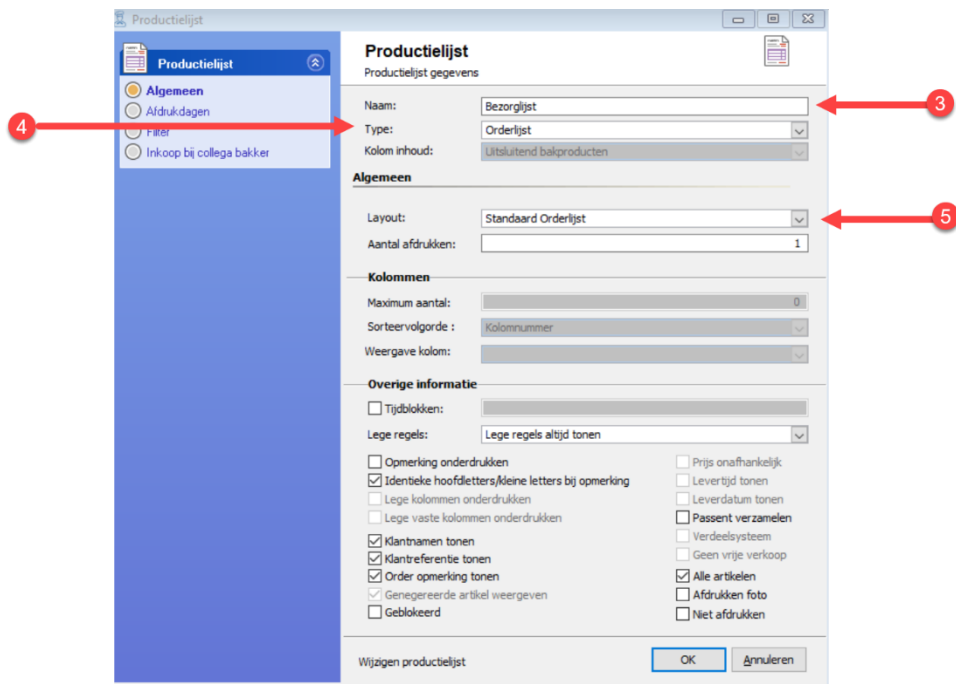 Productielijst
Productielijst
Algemeen
Afdrukdagen
Filter
Inkoop bij collega bakker
Productielijst
Productielijst gegevens
Naam: Bezorglijst
3
4
Type: Orderlijst
Kolom inhoud: Uitsluitend bakproducten
Algemeen
Layout: Standaard Orderlijst
5
Aantal afdrukken: 1
Kolommen
Maximum aantal: 0
Sorteervolgorde : Kolomnummer
Weergave kolom:
Overige informatie
Tijdblokken:
Lege regels: Lege regels altijd tonen
Opmerking onderdrukken
Prijs onafhankelijk
Identieke hoofdletters/kleine letters bij opmerking
Levertijd tonen
Lege kolommen onderdrukken
Leverdatum tonen
Lege vaste kolommen onderdrukken
Passent verzamelen
Verdeelsysteem
Klantnamen tonen
Geen vrije verkoop
Klantreferentie tonen
Order opmerking tonen
Alle artikelen
Genegereerde artikel weergeven
Afdrukken foto
Geblokeerd
Niet afdrukken
Wijzigen productielijst
OK
Annuleren